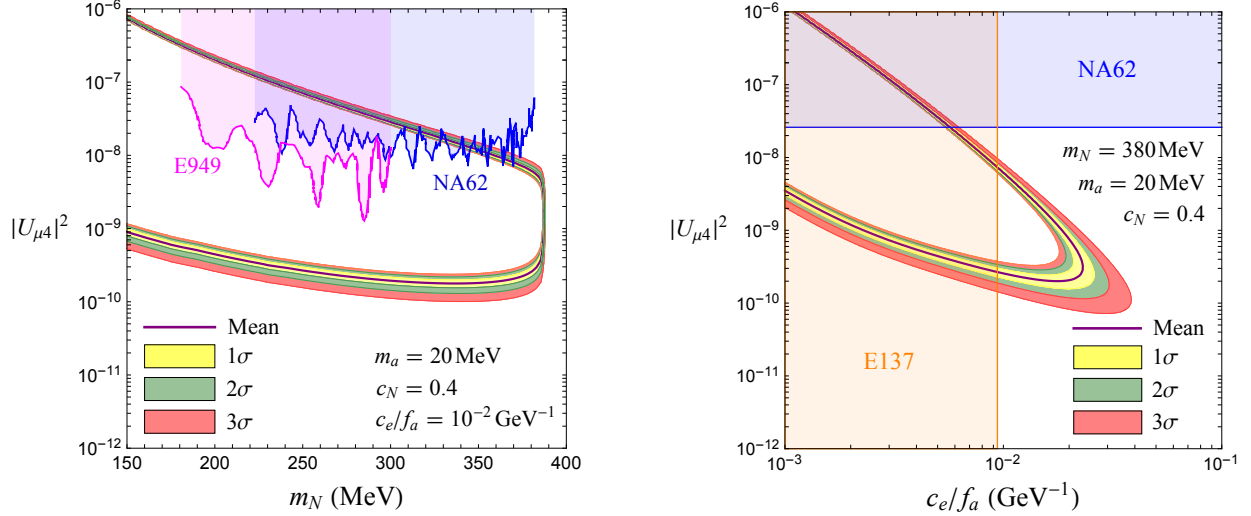 10⁻⁶
10⁻⁷
10⁻⁸
10⁻⁹
10⁻¹⁰
10⁻¹¹
10⁻¹²
|U_{μ4}|²
E949
NA62
Mean
1σ
2σ
3σ
m_a = 20 MeV
c_N = 0.4
c_e/f_a = 10⁻² GeV⁻¹
150 200 250 300 350 400
m_N (MeV)
10⁻⁶
10⁻⁷
10⁻⁸
10⁻⁹
10⁻¹⁰
10⁻¹¹
10⁻¹²
|U_{μ4}|²
NA62
m_N = 380 MeV
m_a = 20 MeV
c_N = 0.4
E137
Mean
1σ
2σ
3σ
10⁻³ 10⁻² 10⁻¹
c_e/f_a (GeV⁻¹)